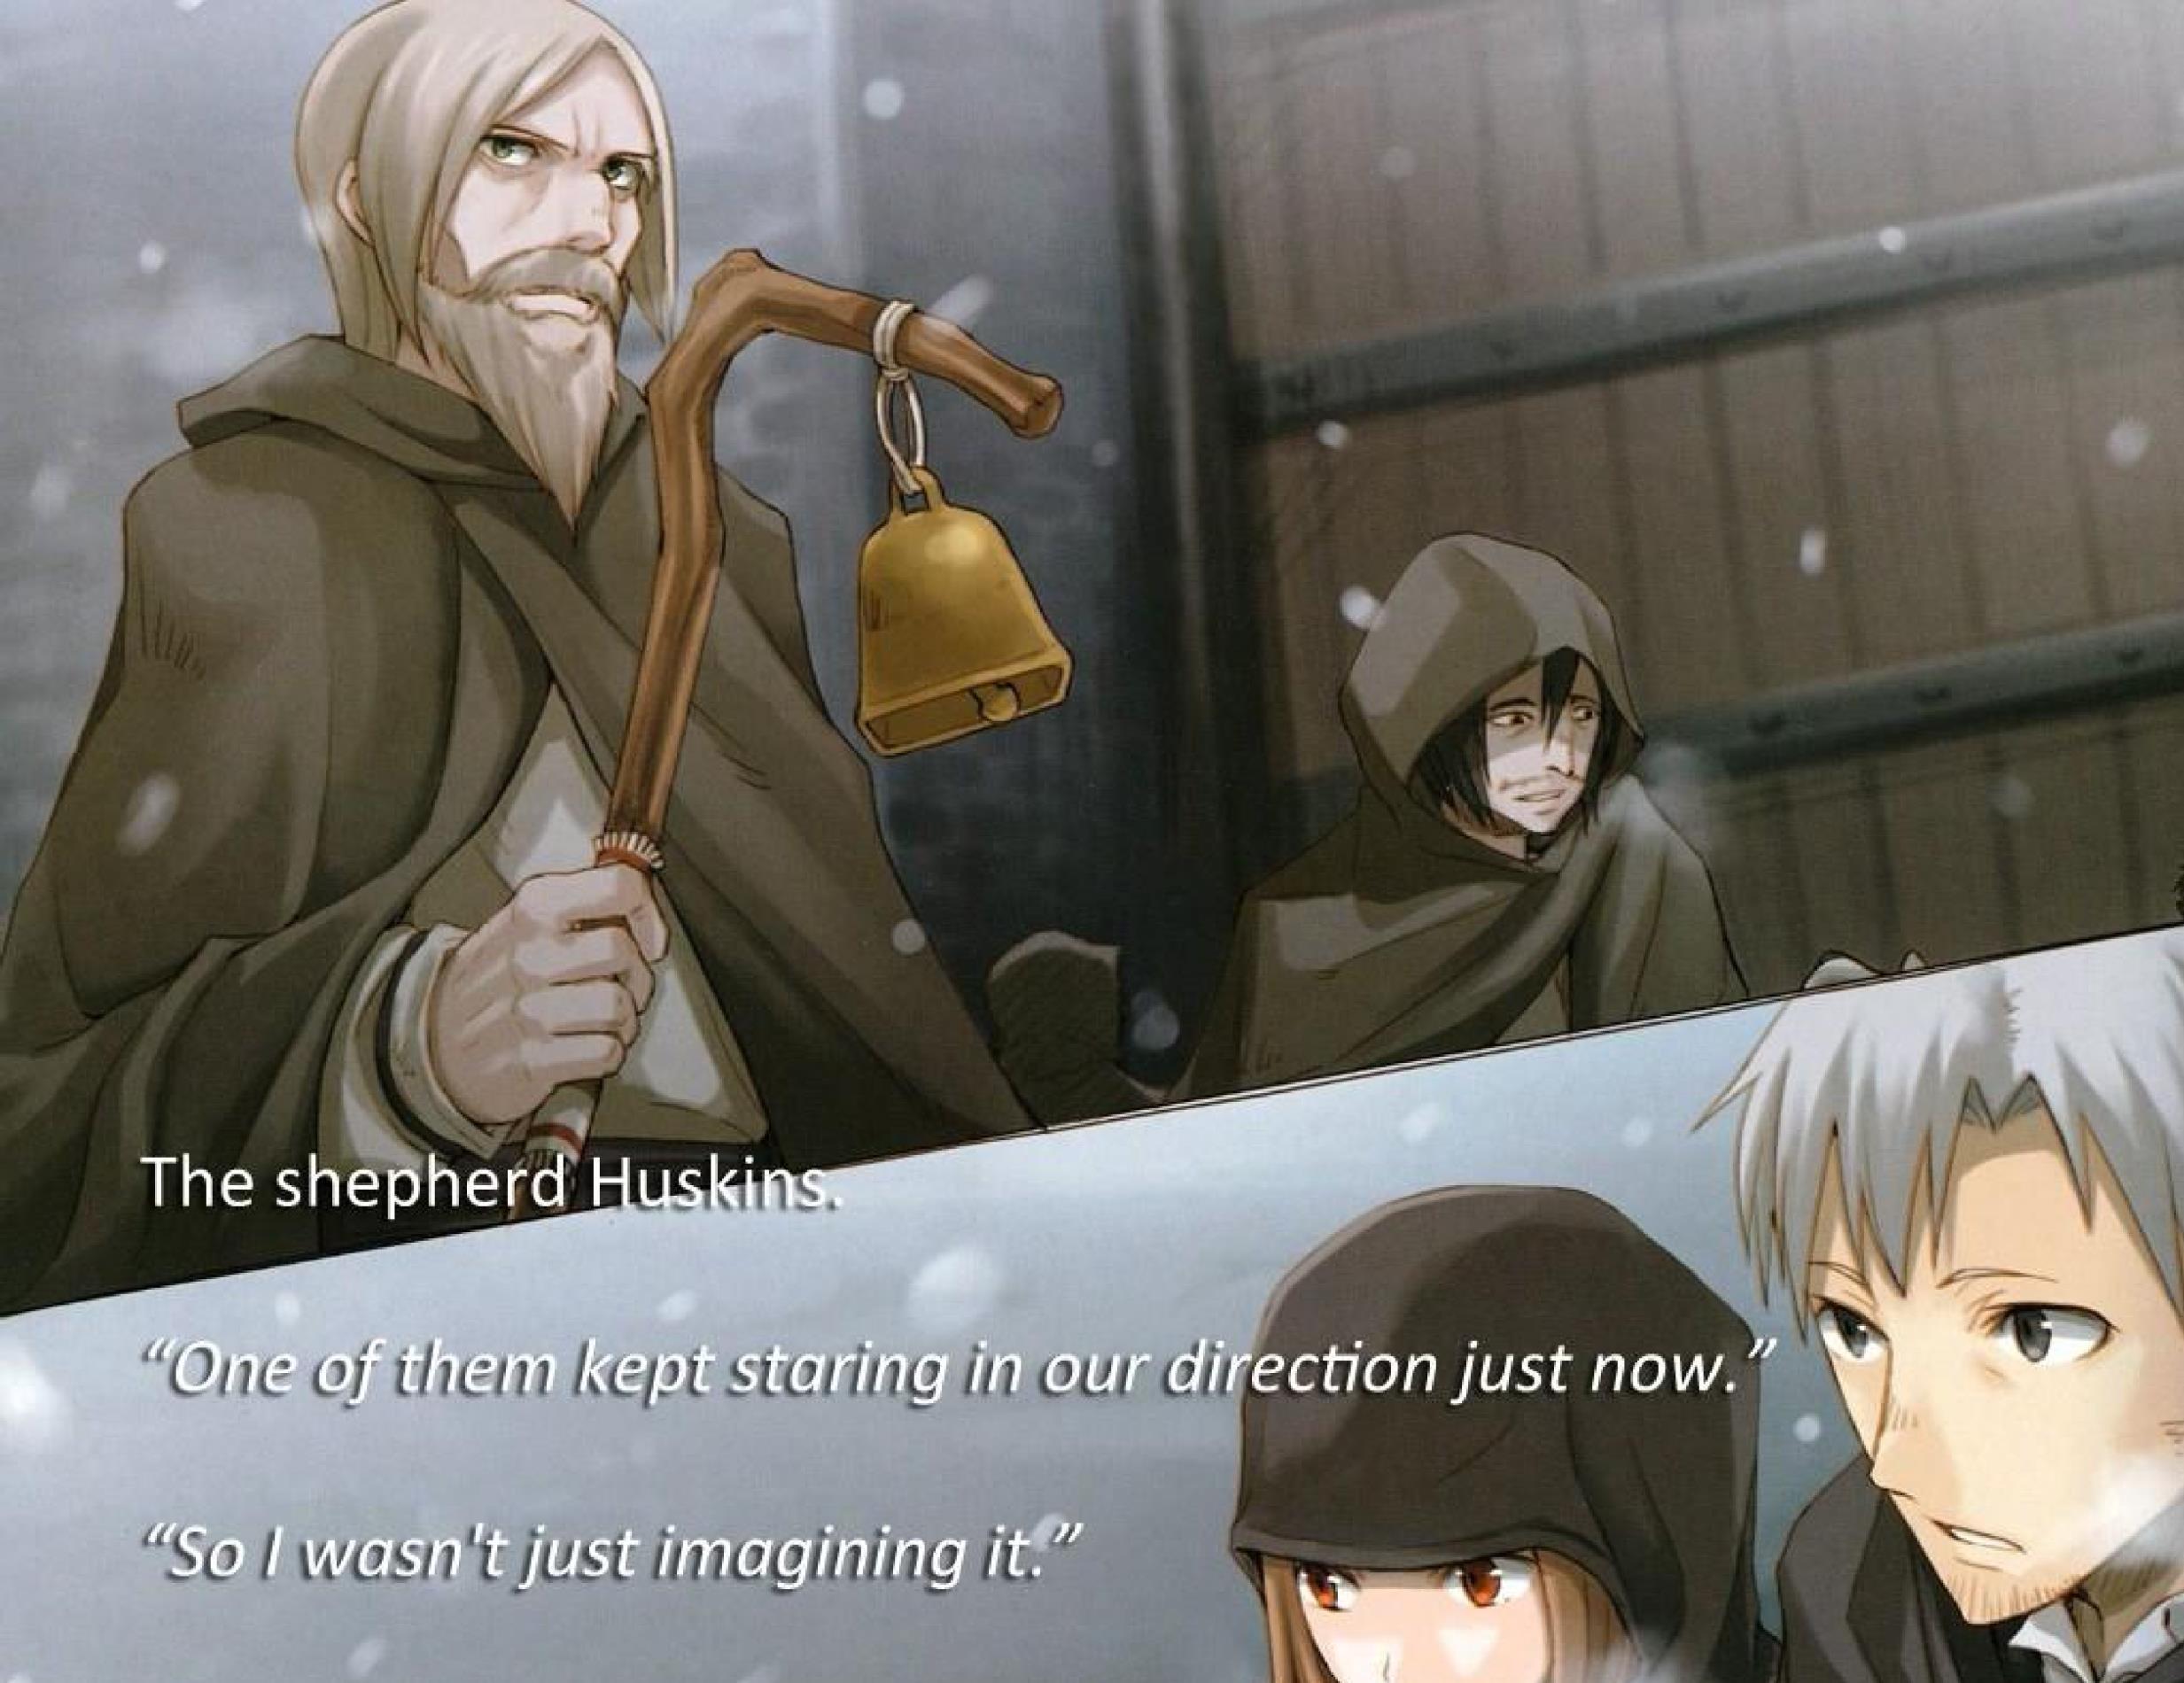 The shepherd Huskins.
“One of them kept staring in our direction just now.”
“So I wasn't just imagining it.”